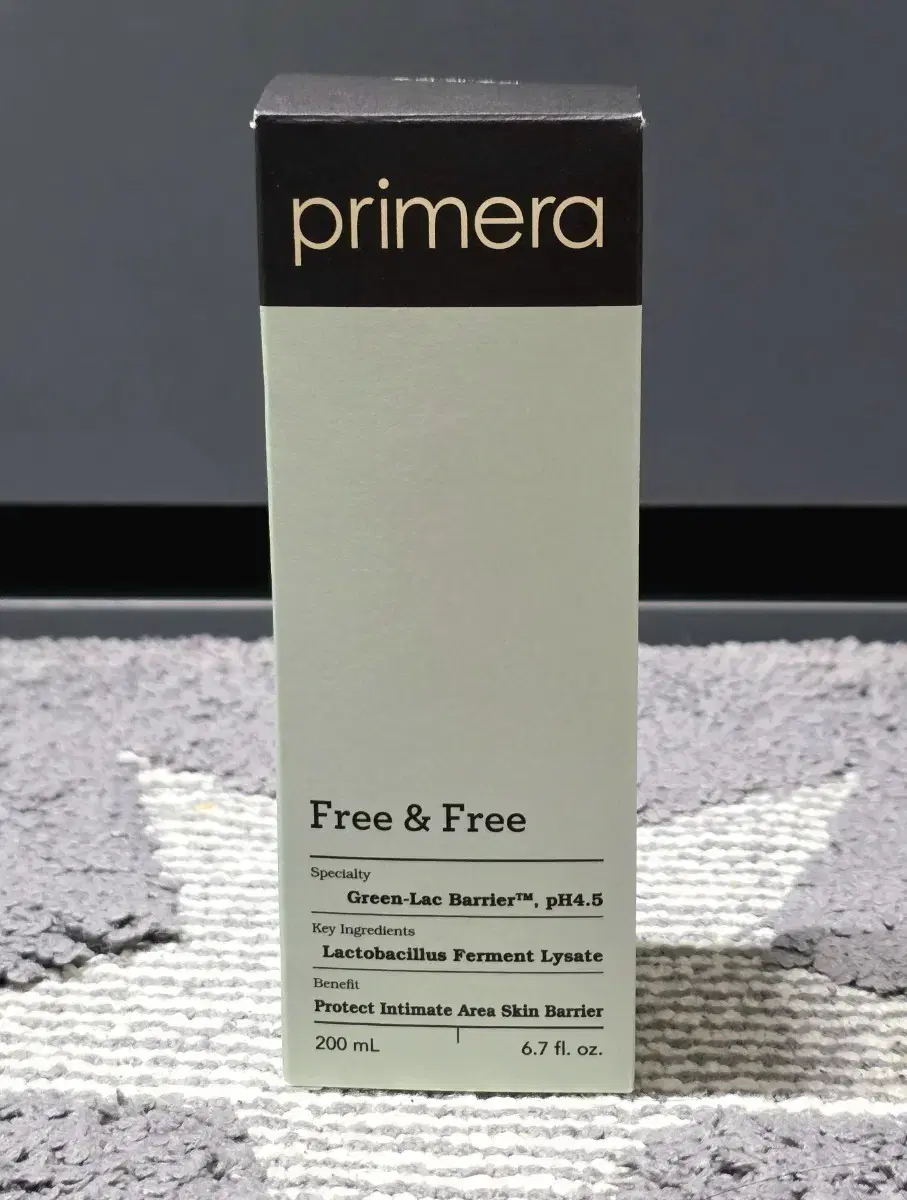 primera
Free & Free
Specialty
Green-Lac Barrier™, pH4.5
Key Ingredients
Lactobacillus Ferment Lysate
Benefit
Protect Intimate Area Skin Barrier
200 mL 6.7 fl. oz.